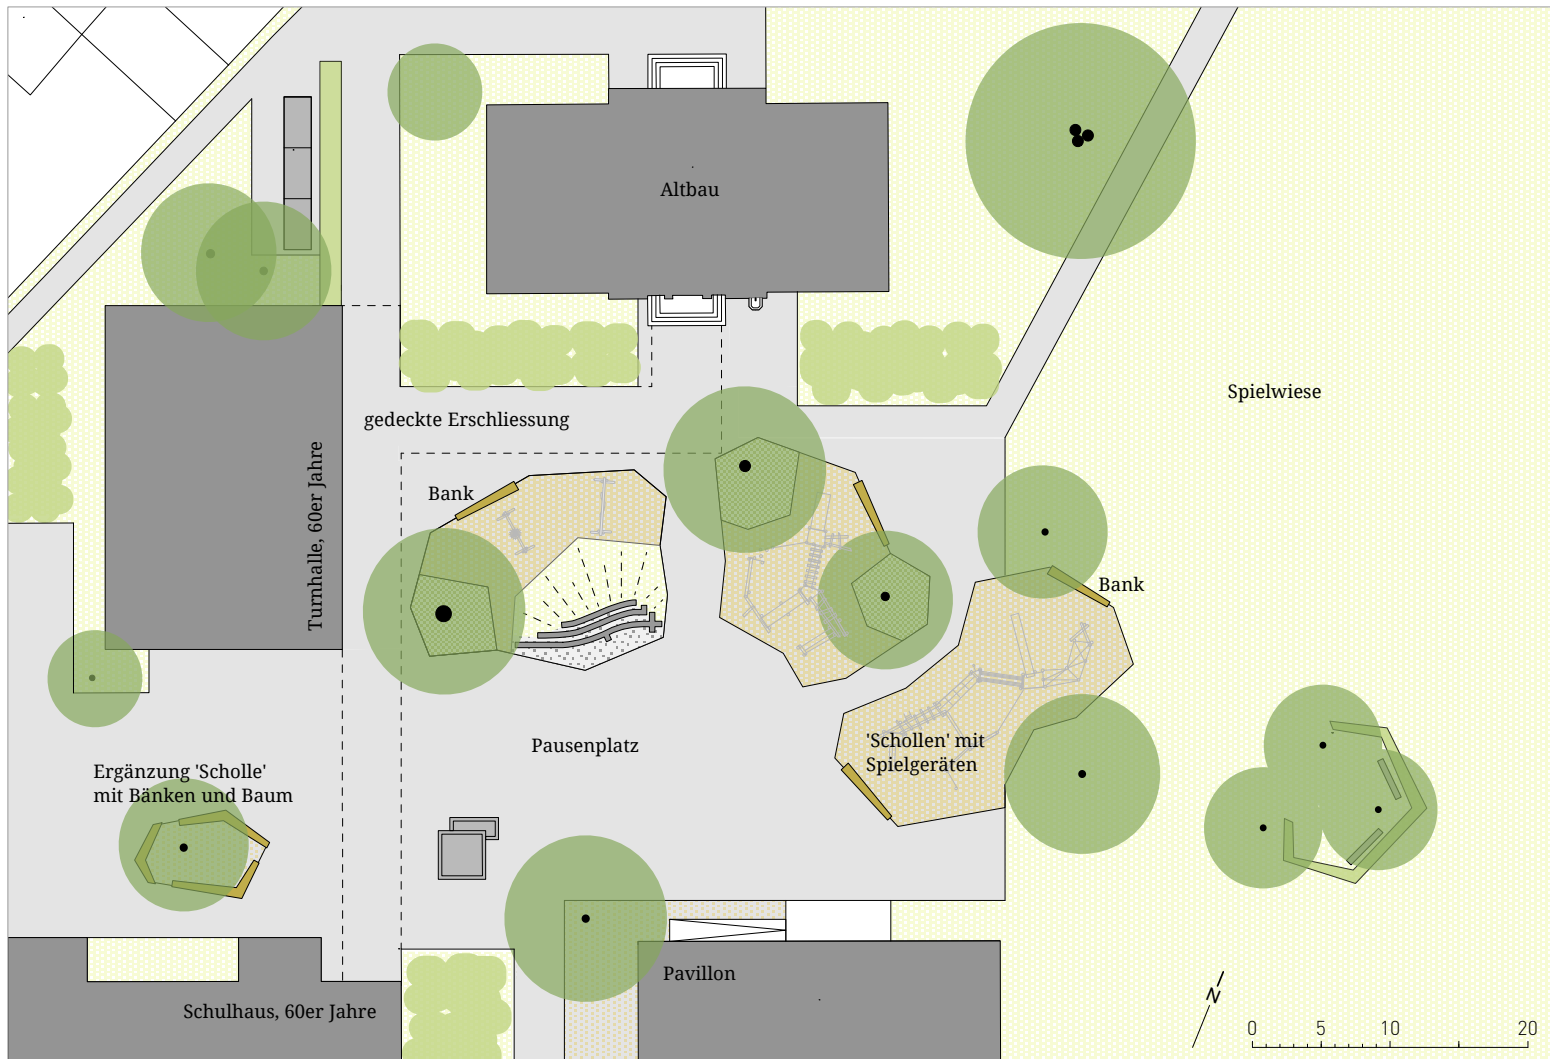 Altbau
Spielwiese
gedeckte Erschliessung
Turnhalle, 60er Jahre
Bank
Bank
Pausenplatz
'Schollen' mit
Spielgeräten
Ergänzung 'Scholle'
mit Bänken und Baum
Pavillon
Schulhaus, 60er Jahre
N
0 5 10 20